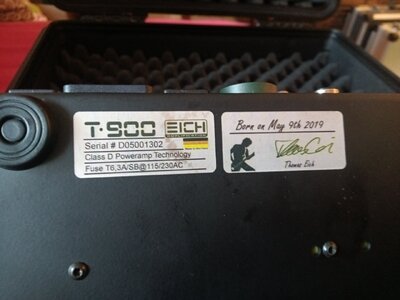 T·900 EICH
AMPLIFICATION
Serial # D05001302
Class D Poweramp Technology
Fuse T6,3A/SB@115/230AC
Born on May 9th 2019
Thomas Eich